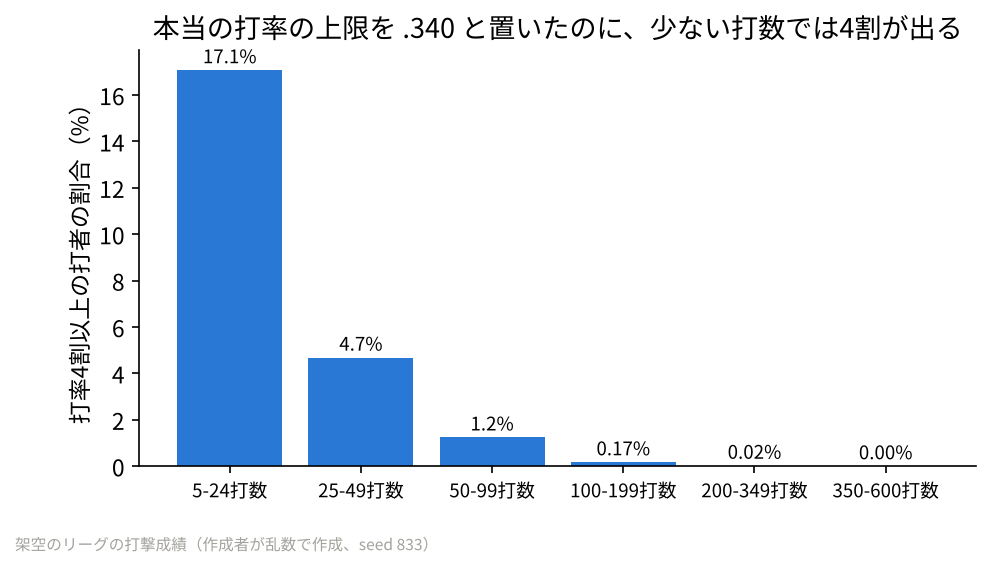 本当の打率の上限を .340 と置いたのに、少ない打数では4割が出る
打率4割以上の打者の割合（%）
16
14
12
10
8
6
4
2
0
17.1%
4.7%
1.2%
0.17%
0.02%
0.00%
5-24打数
25-49打数
50-99打数
100-199打数
200-349打数
350-600打数
架空のリーグの打撃成績（作成者が乱数で作成、seed 833）